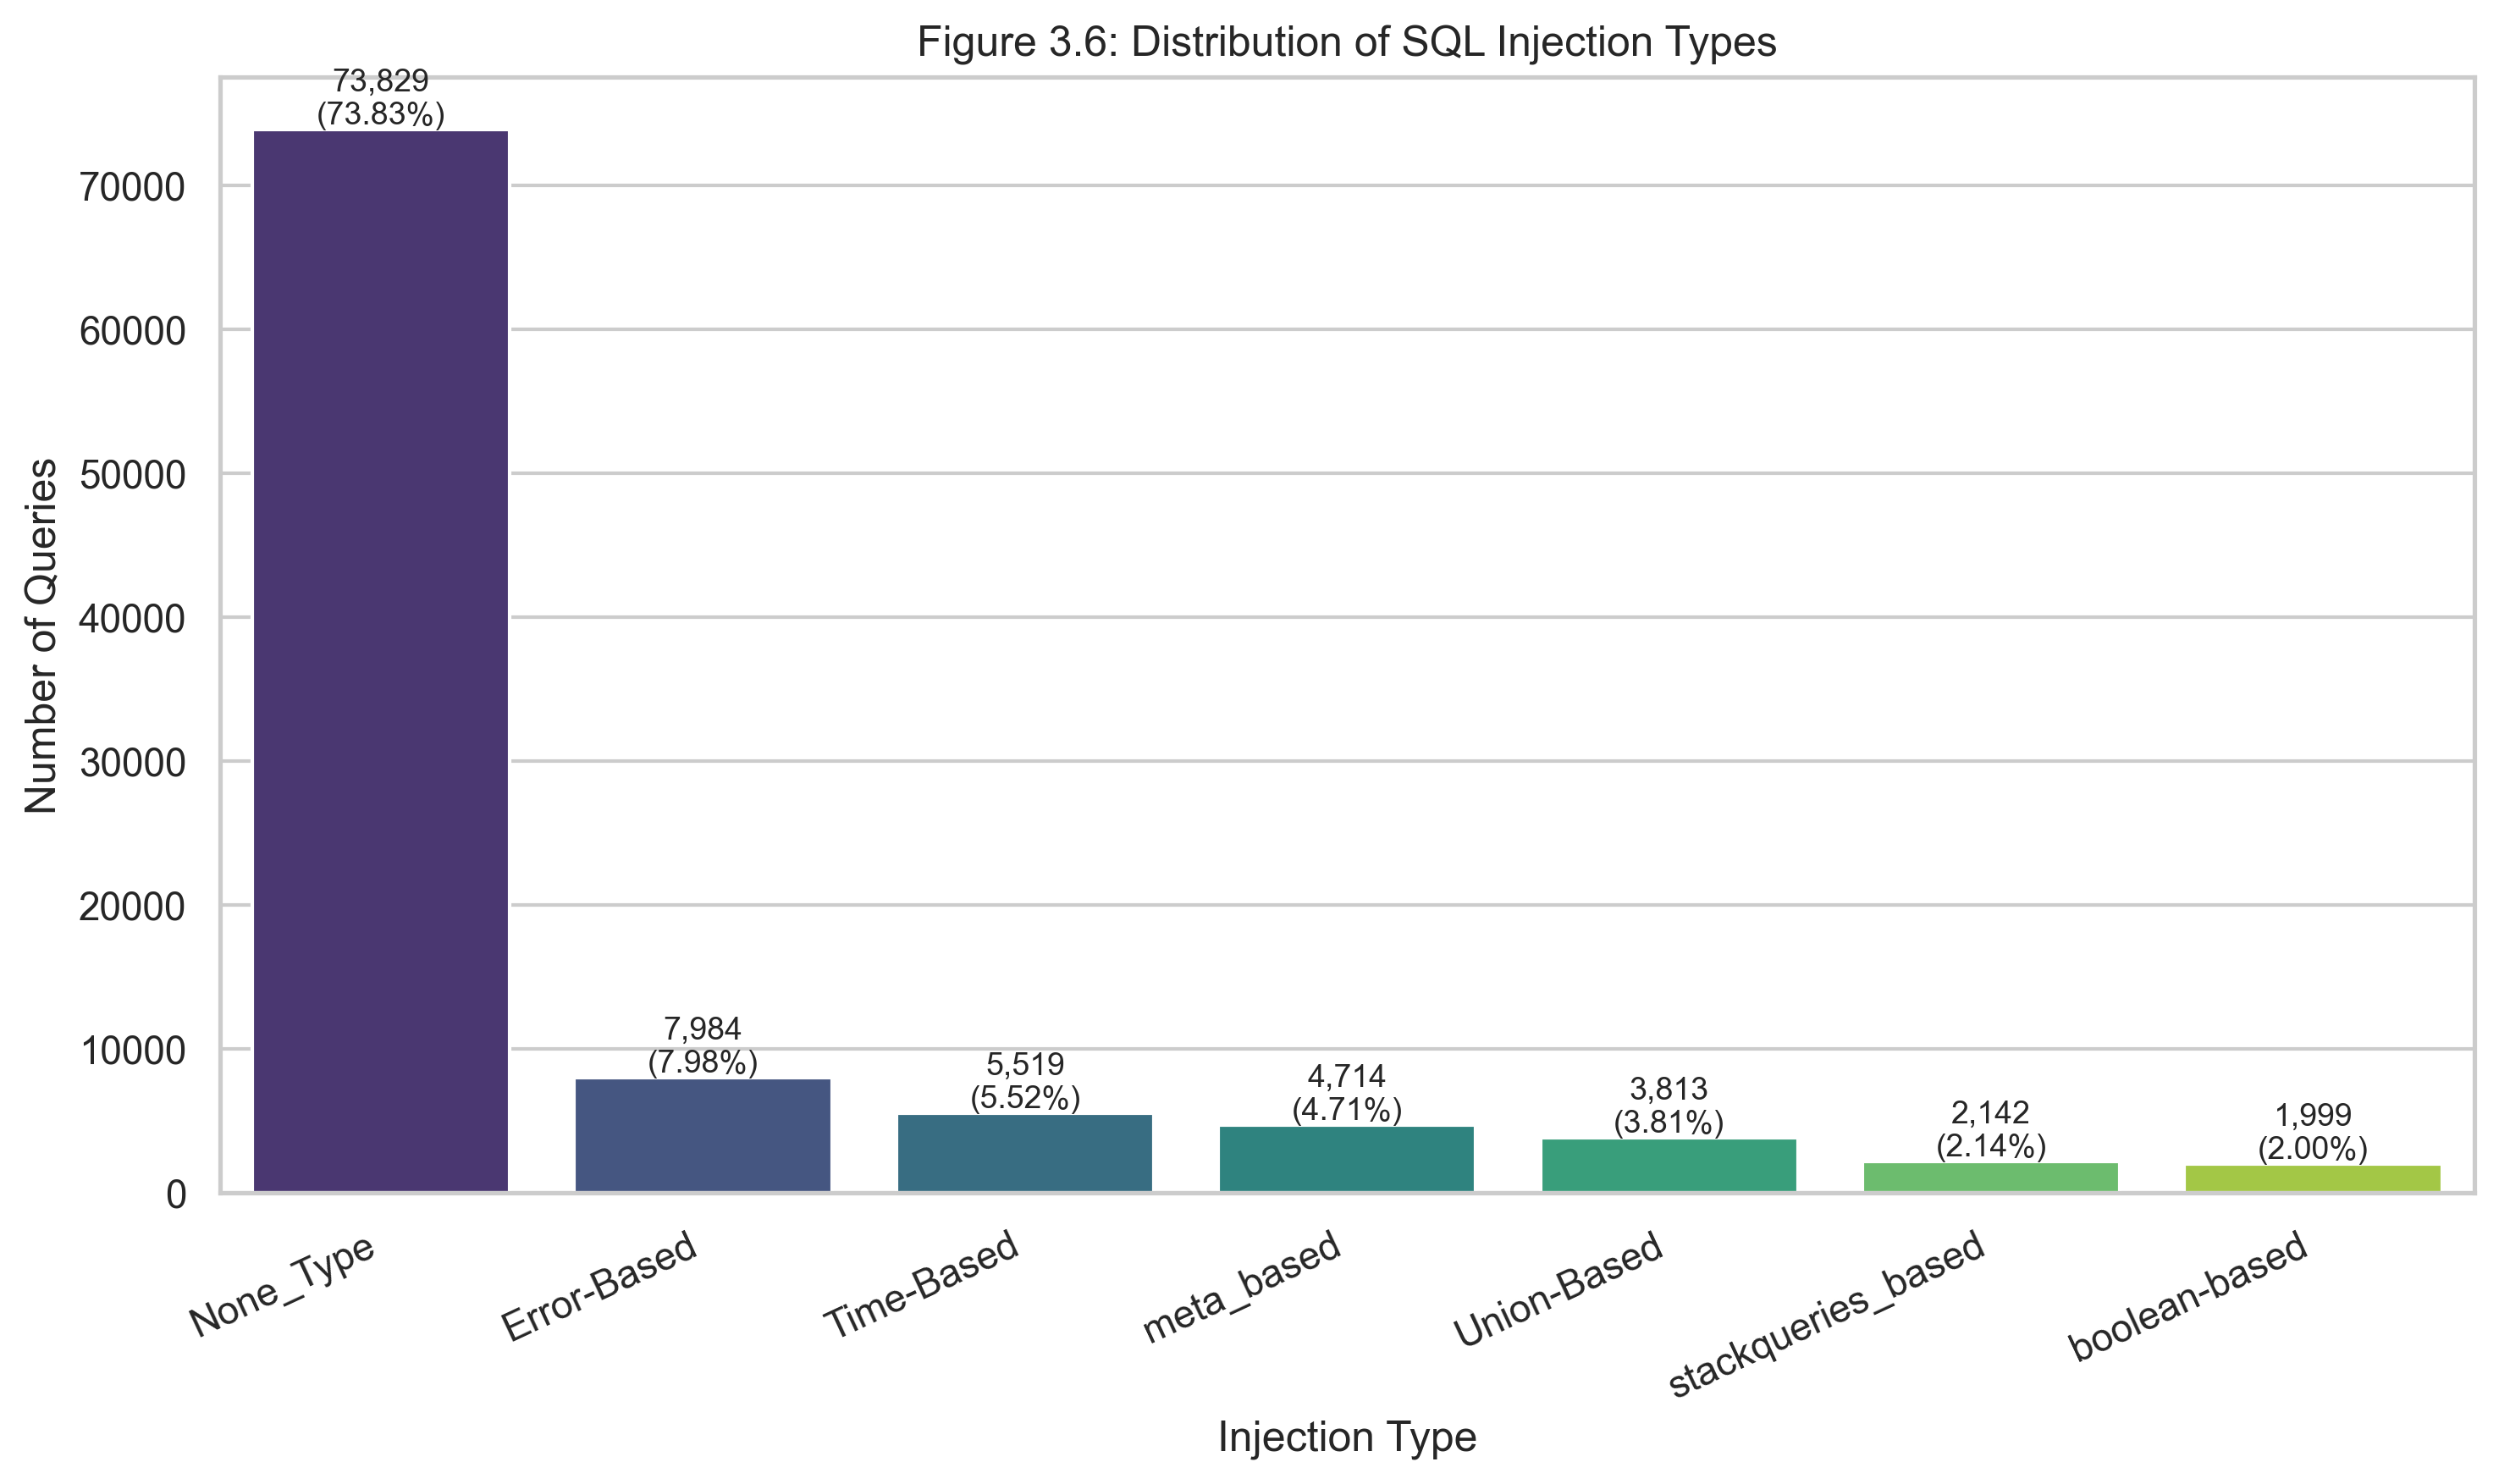 Figure 3.6: Distribution of SQL Injection Types
73,829
(73.83%)
70000
60000
50000
40000
30000
20000
10000
0
Number of Queries
7,984
(7.98%)
5,519
(5.52%)
4,714
(4.71%)
3,813
(3.81%)
2,142
(2.14%)
1,999
(2.00%)
None_Type
Error-Based
Time-Based
meta_based
Union-Based
stackqueries_based
boolean-based
Injection Type